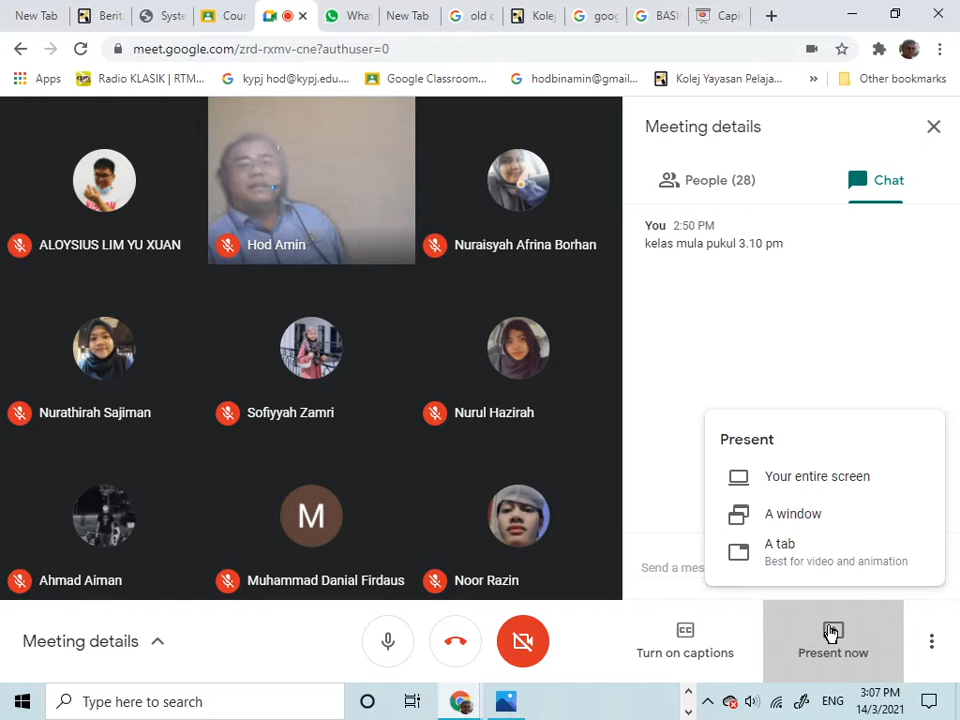 New Tab
Berit
Syste
Cour
Wha
New Tab
old c
Kolej
goog
BASI
Capil
meet.google.com/zrd-rxmv-cne?authuser=0
Apps
Radio KLASIK | RTM...
kypj hod@kypj.edu....
Google Classroom...
hodbinamin@gmail...
Kolej Yayasan Pelaja...
»
Other bookmarks
Meeting details
People (28)
Chat
You 2:50 PM
kelas mula pukul 3.10 pm
ALOYSIUS LIM YU XUAN
Hod Amin
Nuraisyah Afrina Borhan
Nurathirah Sajiman
Sofiyyah Zamri
Nurul Hazirah
M
Ahmad Aiman
Muhammad Danial Firdaus
Noor Razin
Present
Your entire screen
A window
A tab
Best for video and animation
Send a mes
Meeting details
CC
Turn on captions
Present now
Type here to search
ENG
3:07 PM
14/3/2021